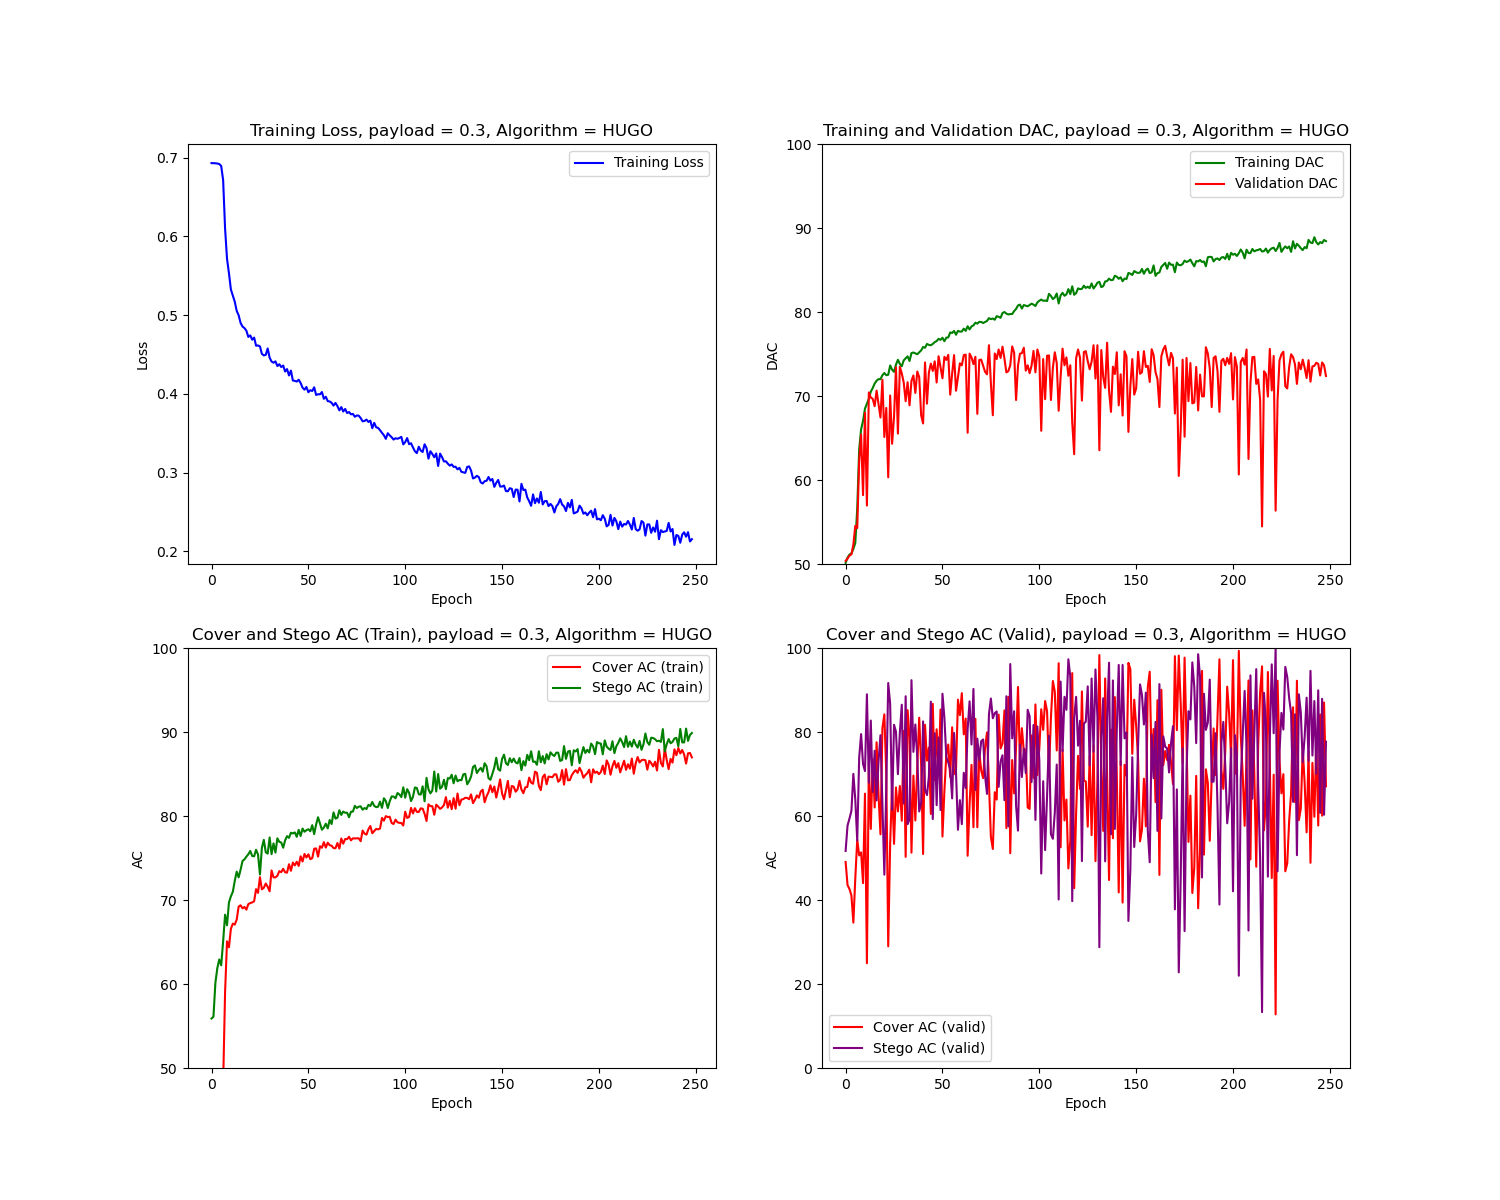 Training Loss, payload = 0.3, Algorithm = HUGO
Training Loss
0.7
0.6
0.5
0.4
0.3
0.2
Loss
0 50 100 150 200 250
Epoch
Training and Validation DAC, payload = 0.3, Algorithm = HUGO
Training DAC
Validation DAC
100
90
80
70
60
50
DAC
0 50 100 150 200 250
Epoch
Cover and Stego AC (Train), payload = 0.3, Algorithm = HUGO
Cover AC (train)
Stego AC (train)
100
90
80
70
60
50
AC
0 50 100 150 200 250
Epoch
Cover and Stego AC (Valid), payload = 0.3, Algorithm = HUGO
100
80
60
40
20
0
AC
Cover AC (valid)
Stego AC (valid)
0 50 100 150 200 250
Epoch